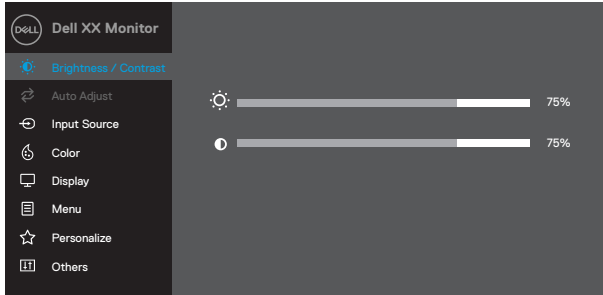 DELL Dell XX Monitor
Brightness / Contrast
Auto Adjust
Input Source
Color
Display
Menu
Personalize
Others
75%
75%